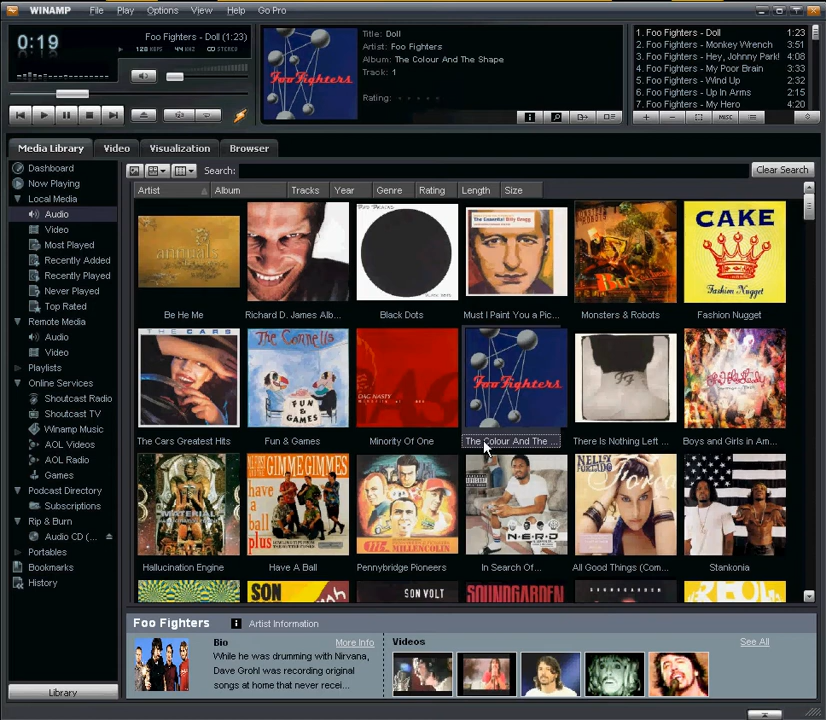 WINAMP File Play Options View Help Go Pro
0:19
Foo Fighters - Doll (1:23)
128 KBPS 44 KHZ STEREO
Foo Fighters
Title: Doll
Artist: Foo Fighters
Album: The Colour And The Shape
Track: 1
Rating:
1. Foo Fighters - Doll 1:23
2. Foo Fighters - Monkey Wrench 3:51
3. Foo Fighters - Hey, Johnny Park! 4:08
4. Foo Fighters - My Poor Brain 3:33
5. Foo Fighters - Wind Up 2:32
6. Foo Fighters - Up In Arms 2:15
7. Foo Fighters - My Hero 4:20
MISC
Media Library Video Visualization Browser
Dashboard
Now Playing
Local Media
Audio
Video
Most Played
Recently Added
Recently Played
Never Played
Top Rated
Remote Media
Audio
Video
Playlists
Online Services
Shoutcast Radio
Shoutcast TV
Winamp Music
AOL Videos
AOL Radio
Games
Podcast Directory
Subscriptions
Rip & Burn
Audio CD (...
Portables
Bookmarks
History
Library
Search: Clear Search
Artist Album Tracks Year Genre Rating Length Size
annuals
The Essential Billy Bragg
CAKE
Fashion Nugget
Be He Me
Richard D. James Alb...
Black Dots
Must I Paint You a Pic...
Monsters & Robots
Fashion Nugget
THE CARS
The Connells
FUN & GAMES
DAG NASTY
Foo Fighters
The Cars Greatest Hits
Fun & Games
Minority Of One
The Colour And The ...
There Is Nothing Left ...
Boys and Girls in Am...
MATERIAL
GIMME GIMMES
have a ball plus
MILLENCOLIN
N·E·R·D
NELLY FURTADO
Hallucination Engine
Have A Ball
Pennybridge Pioneers
In Search Of...
All Good Things (Com...
Stankonia
SON
SON VOLT
SOUNDGARDEN
Foo Fighters Artist Information
Bio More Info
While he was drumming with Nirvana,
Dave Grohl was recording original
songs at home that never recei...
Videos See All